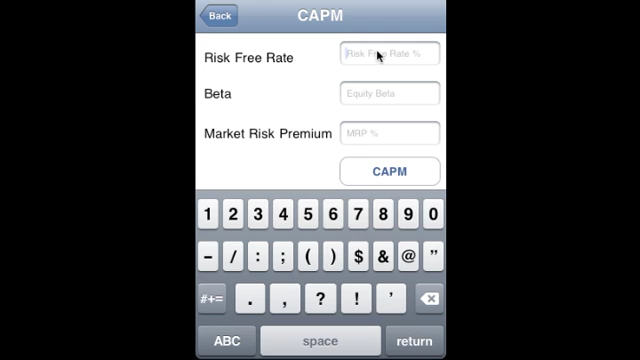 Back CAPM
Risk Free Rate Risk Free Rate %
Beta Equity Beta
Market Risk Premium MRP %
CAPM
1 2 3 4 5 6 7 8 9 0
- / : ; ( ) $ & @ "
#+= . , ? ! '
ABC space return